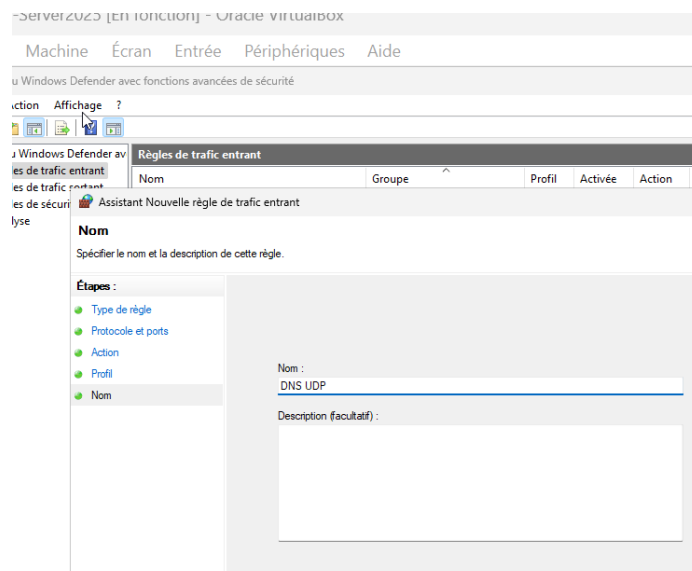 -Server2025 [En fonction] - Oracle VirtualBox
Machine Écran Entrée Périphériques Aide
u Windows Defender avec fonctions avancées de sécurité
ction Affichage ?
u Windows Defender av Règles de trafic entrant
les de trafic entrant Nom Groupe Profil Activée Action
les de trafic sortant
les de sécuri Assistant Nouvelle règle de trafic entrant
lyse
Nom
Spécifier le nom et la description de cette règle.
Étapes :
Type de règle
Protocole et ports
Action
Profil
Nom
Nom :
DNS UDP
Description (facultatif) :